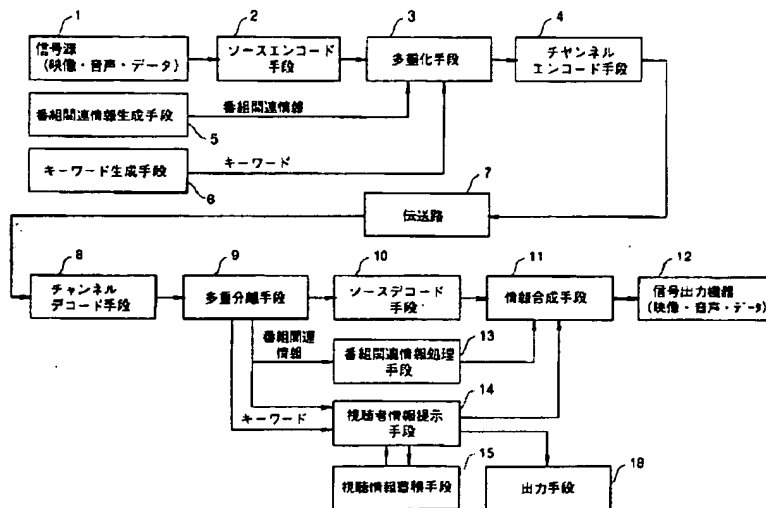 1
2
3
4
信号源
(映像・音声・データ)
ソースエンコード
手段
多重化手段
チャンネル
エンコード手段
番組関連情報生成手段
番組関連情報
5
キーワード生成手段
キーワード
6
7
伝送路
8
9
10
11
12
チャンネル
デコード手段
多重分離手段
ソースデコード
手段
情報合成手段
信号出力機器
(映像・音声・データ)
番組関連
情報
13
番組関連情報処理
手段
14
キーワード
視聴者情報提示
手段
15
視聴情報蓄積手段
18
出力手段